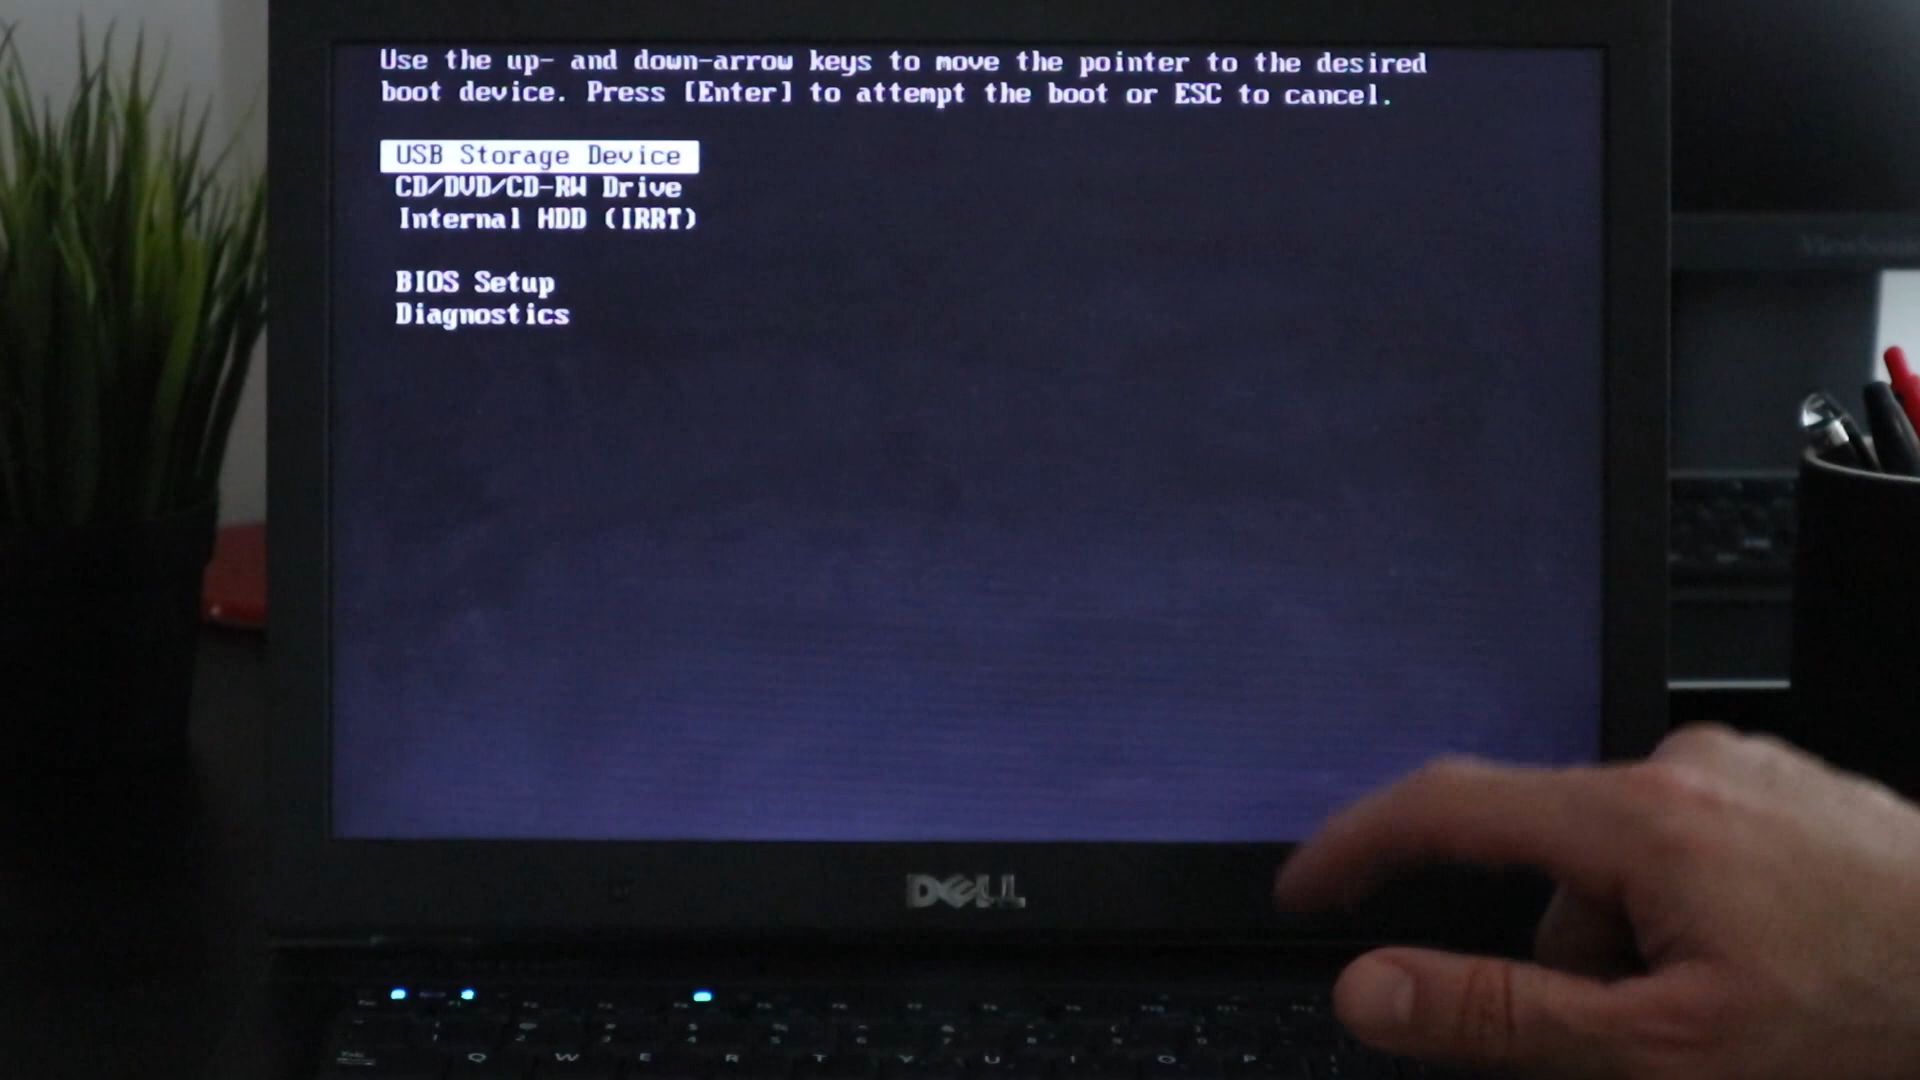 Use the up- and down-arrow keys to move the pointer to the desired
boot device. Press [Enter] to attempt the boot or ESC to cancel.
USB Storage Device
CD/DVD/CD-RW Drive
Internal HDD (IRRT)
BIOS Setup
Diagnostics
DELL
Q W E R T Y U I O P